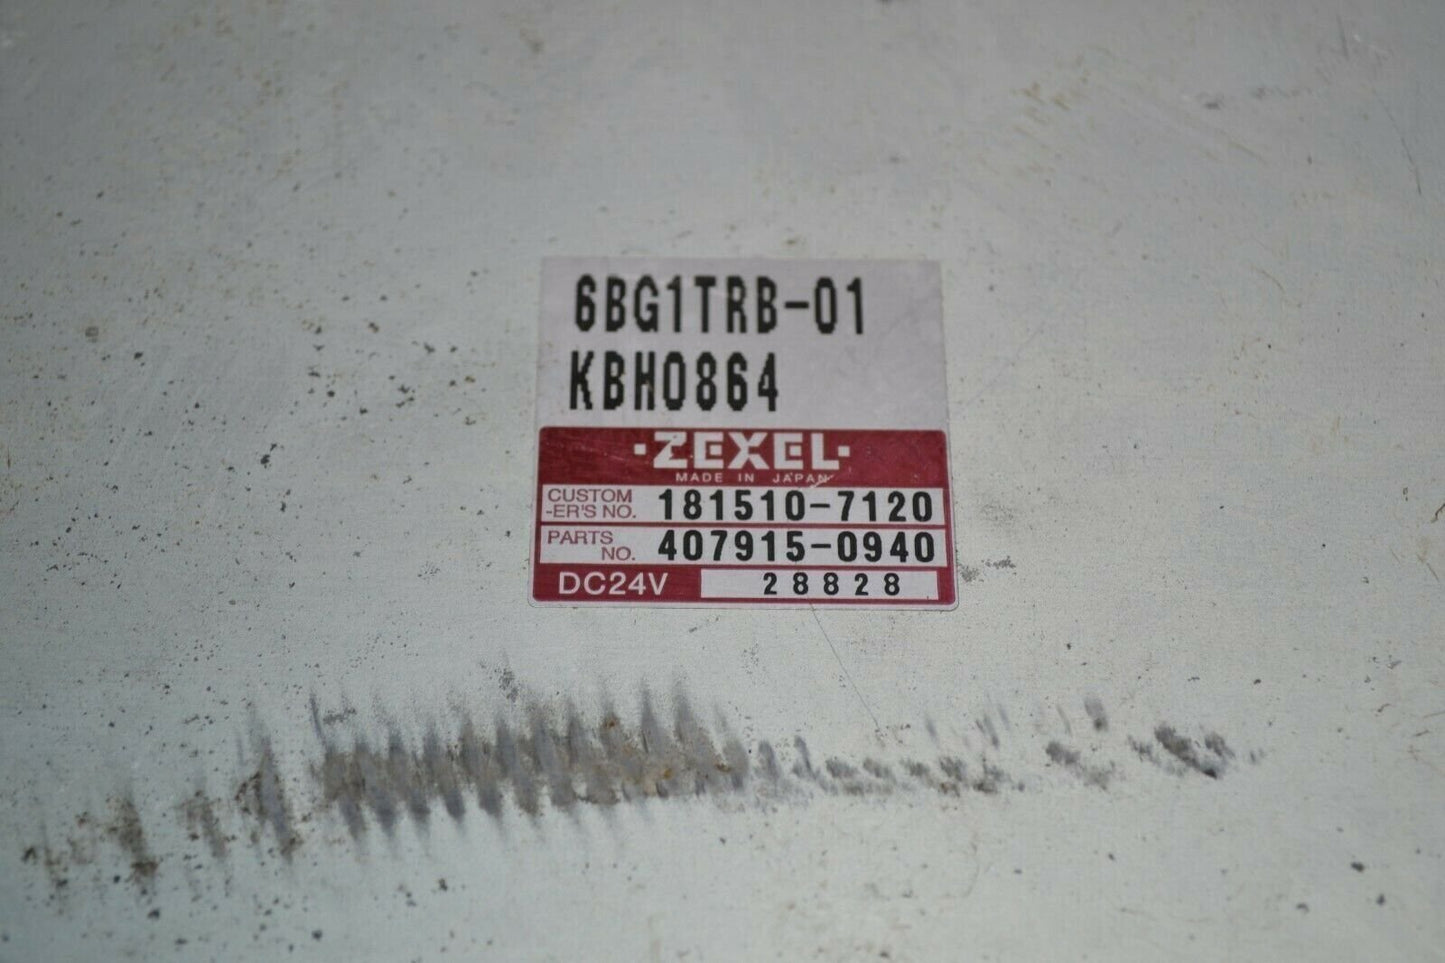 6BG1TRB-01
KBH0864
·ZEXEL·
MADE IN JAPAN
CUSTOM
-ER'S NO. 181510-7120
PARTS
NO. 407915-0940
DC24V 28828